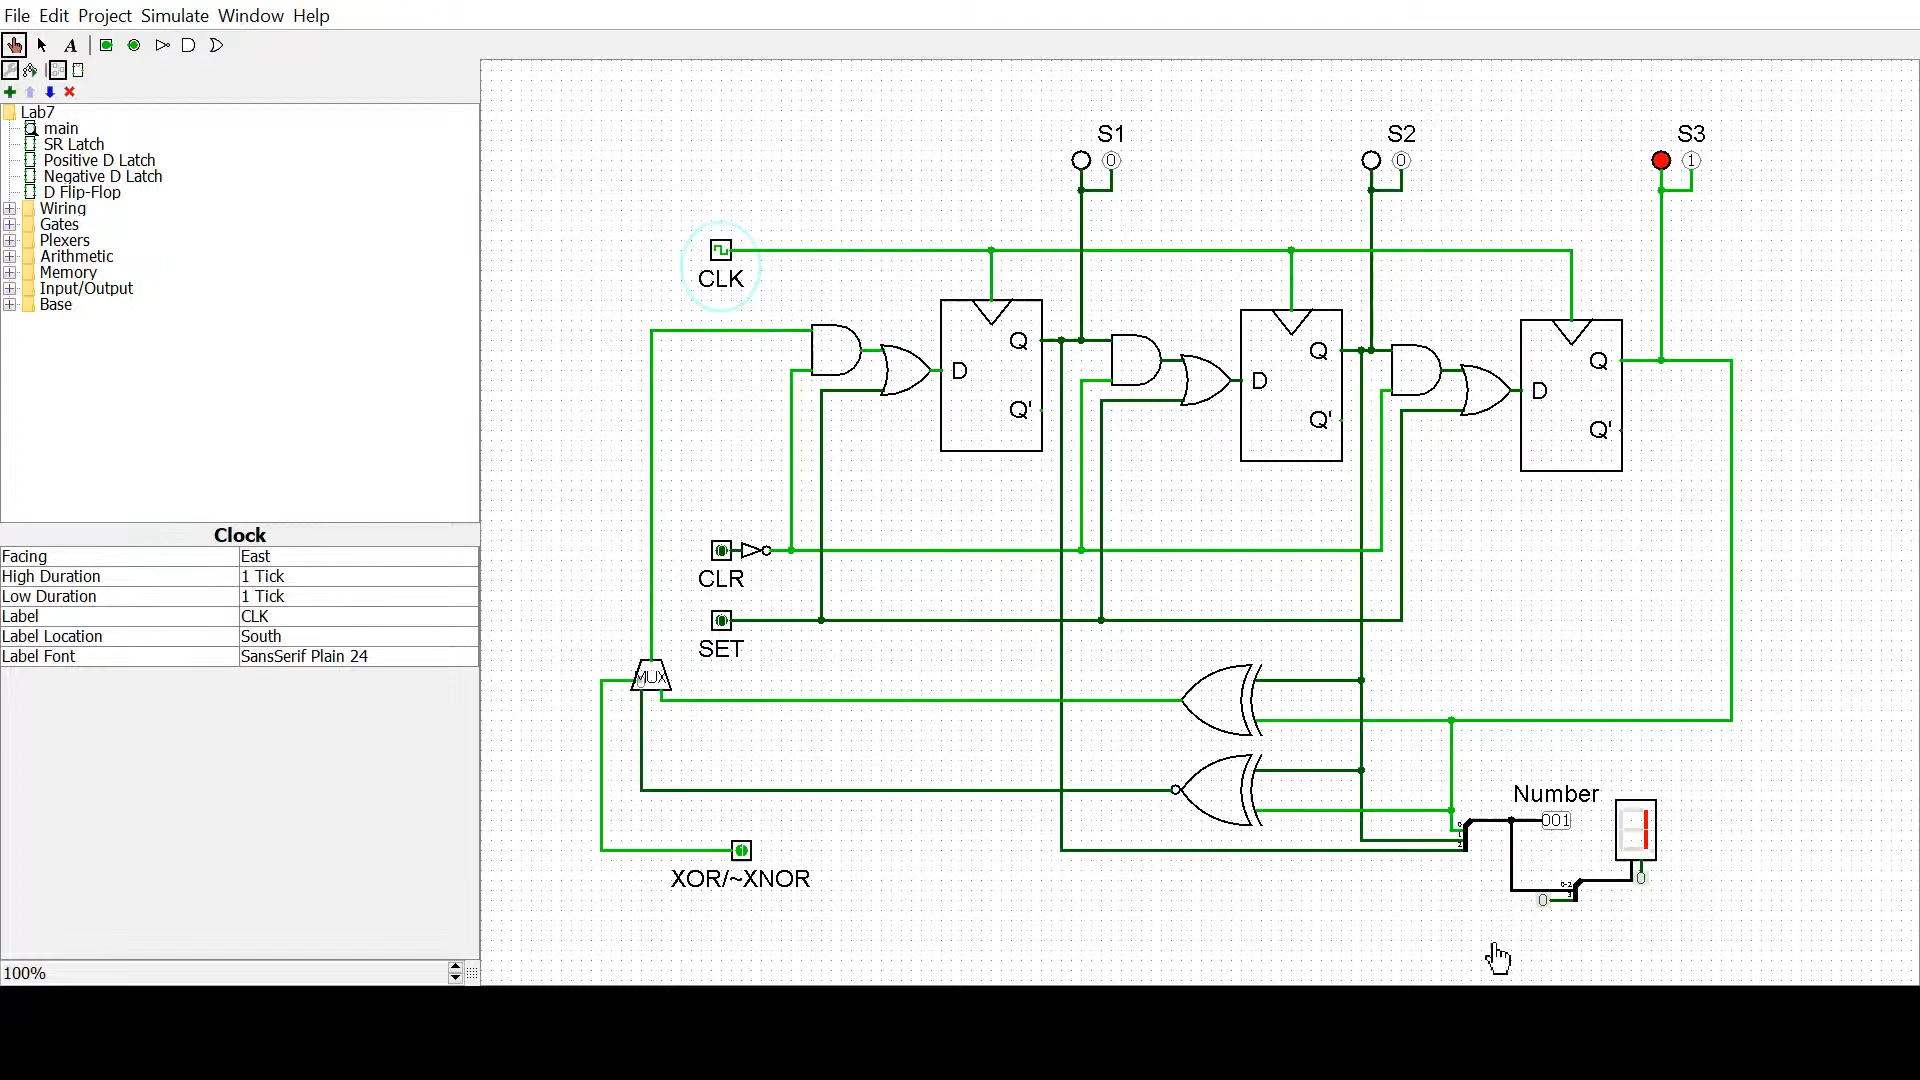 File Edit Project Simulate Window Help
A
Lab7
main
SR Latch
Positive D Latch
Negative D Latch
D Flip-Flop
Wiring
Gates
Plexers
Arithmetic
Memory
Input/Output
Base
Clock
Facing East
High Duration 1 Tick
Low Duration 1 Tick
Label CLK
Label Location South
Label Font SansSerif Plain 24
100%
S1 S2 S3
0 0 1
CLK
Q Q Q
D D D
Q' Q' Q'
CLR
SET
MUX
Number
001
0
0
XOR/~XNOR